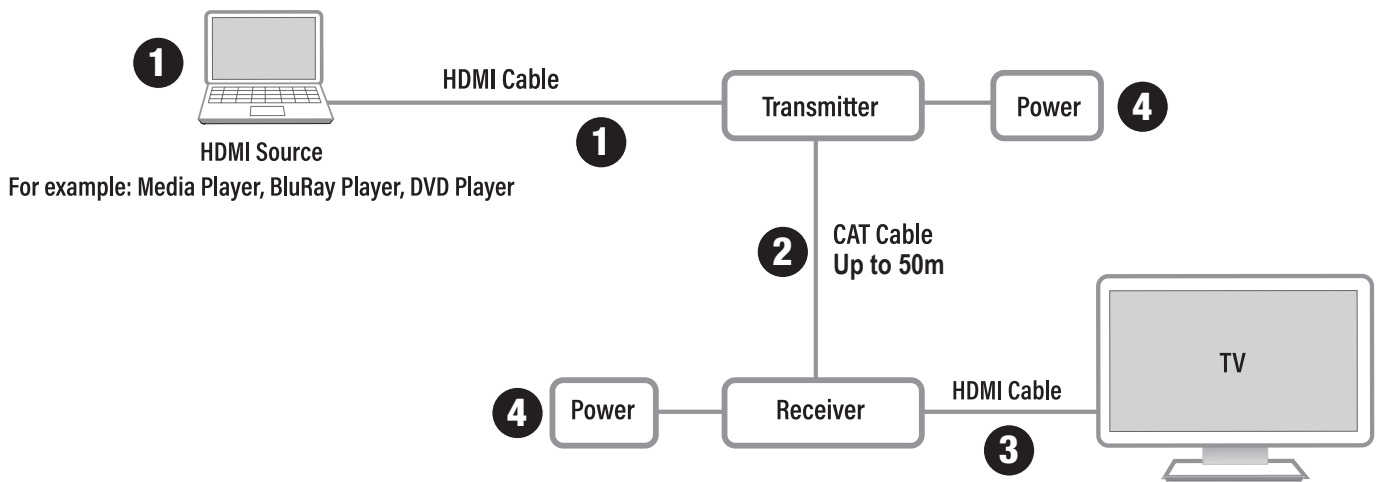 1
HDMI Cable
1
Transmitter
Power
4
HDMI Source
For example: Media Player, BluRay Player, DVD Player
2
CAT Cable
Up to 50m
TV
4
Power
Receiver
HDMI Cable
3